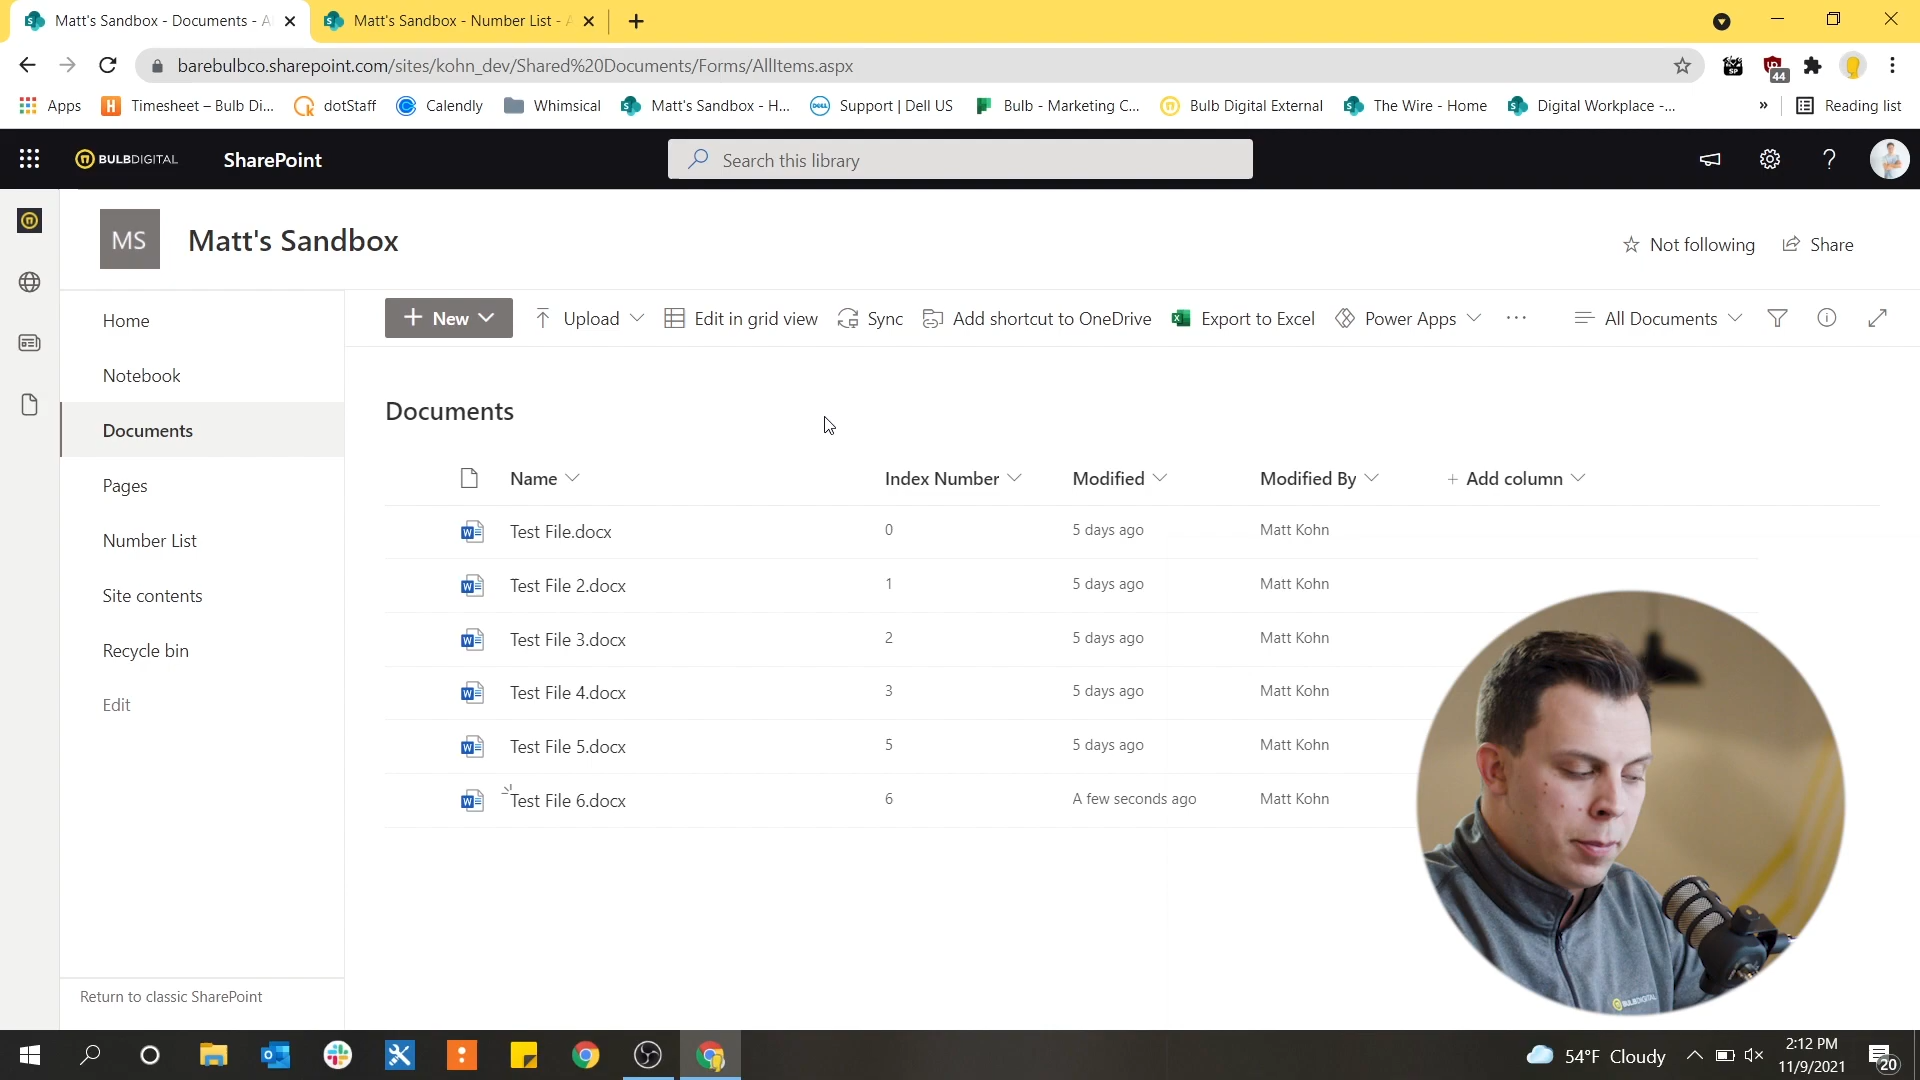 Matt's Sandbox - Documents - A
Matt's Sandbox - Number List - A
barebulbco.sharepoint.com/sites/kohn_dev/Shared%20Documents/Forms/AllItems.aspx
44
Apps
Timesheet – Bulb Di...
dotStaff
Calendly
Whimsical
Matt's Sandbox - H...
Support | Dell US
Bulb - Marketing C...
Bulb Digital External
The Wire - Home
Digital Workplace -...
»
Reading list
BULBDIGITAL
SharePoint
Search this library
MS
Matt's Sandbox
Not following
Share
Home
Notebook
Documents
Pages
Number List
Site contents
Recycle bin
Edit
Return to classic SharePoint
+ New
Upload
Edit in grid view
Sync
Add shortcut to OneDrive
Export to Excel
Power Apps
...
All Documents
Documents
Name Index Number Modified Modified By + Add column
Test File.docx 0 5 days ago Matt Kohn
Test File 2.docx 1 5 days ago Matt Kohn
Test File 3.docx 2 5 days ago Matt Kohn
Test File 4.docx 3 5 days ago Matt Kohn
Test File 5.docx 5 5 days ago Matt Kohn
Test File 6.docx 6 A few seconds ago Matt Kohn
BULBDIGITAL
54°F Cloudy
2:12 PM
11/9/2021
20